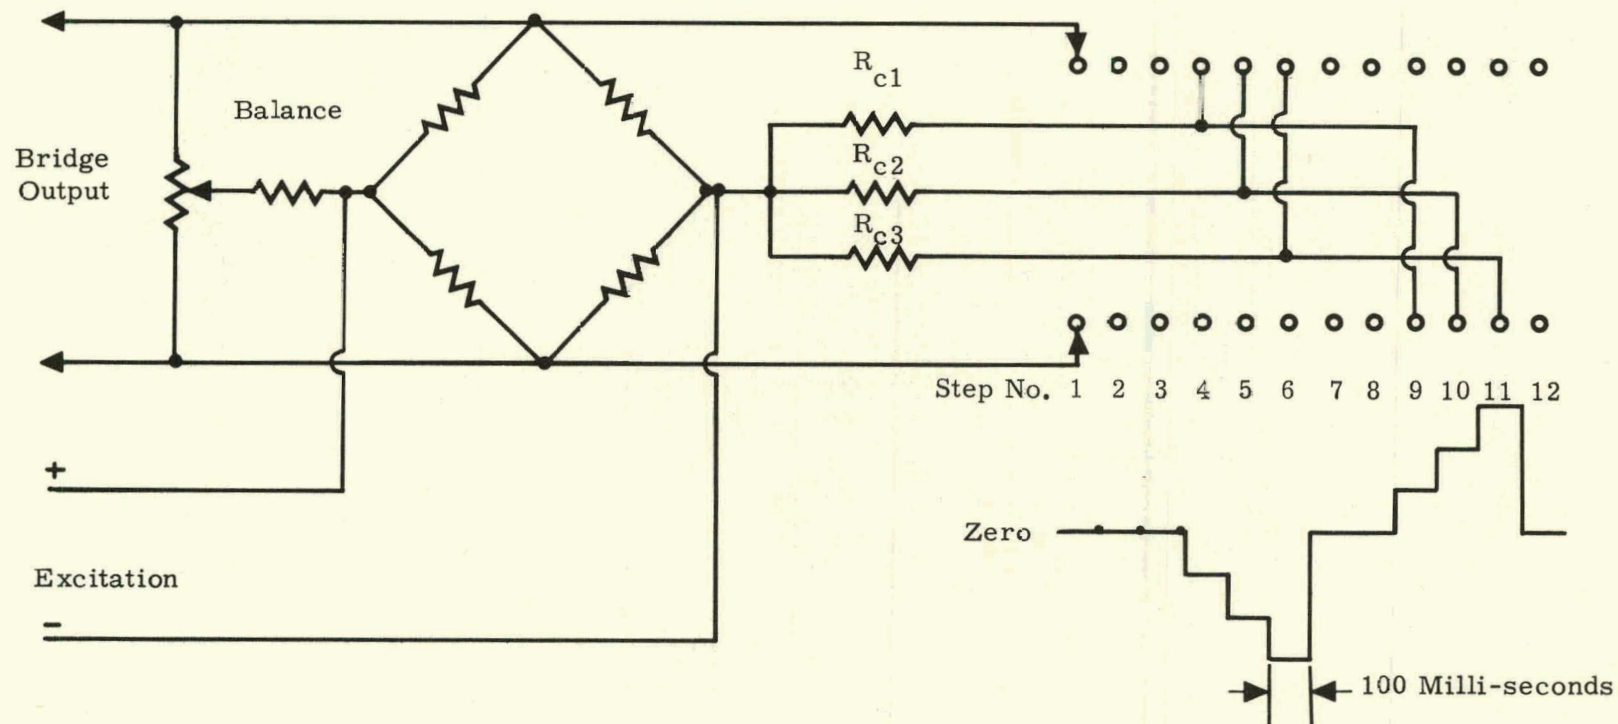 R c1
Balance
Bridge
Output
R c2
R c3
Step No. 1 2 3 4 5 6 7 8 9 10 11 12
+
Zero
Excitation
-
100 Milli-seconds